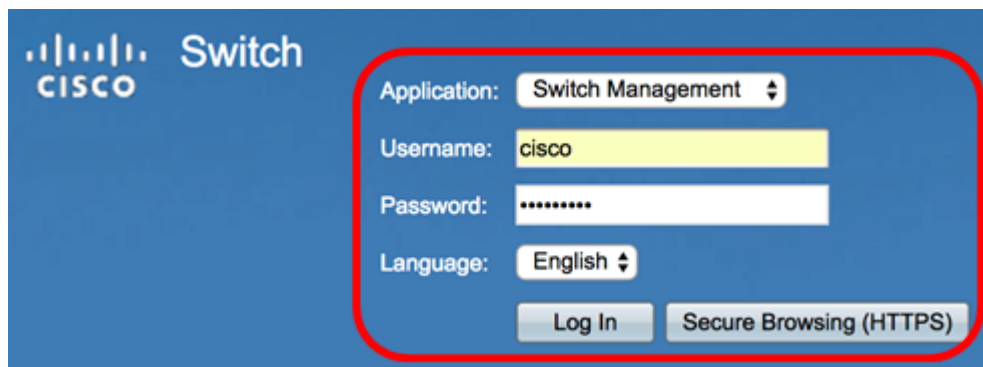 CISCO
Switch
Application: Switch Management
Username: cisco
Password: •••••••••
Language: English
Log In Secure Browsing (HTTPS)